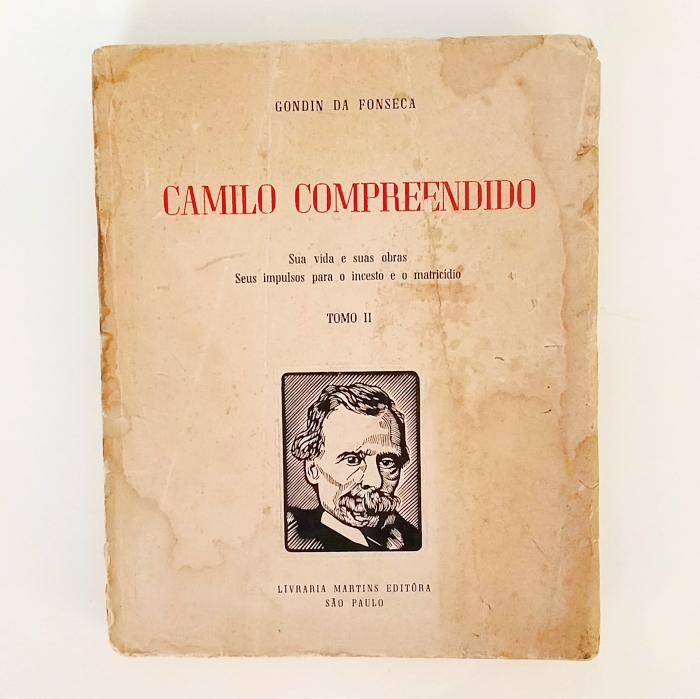 GONDIN DA FONSECA
CAMILO COMPREENDIDO
Sua vida e suas obras
Seus impulsos para o incesto e o matricídio
TOMO II
LIVRARIA MARTINS EDITÔRA
SÃO PAULO